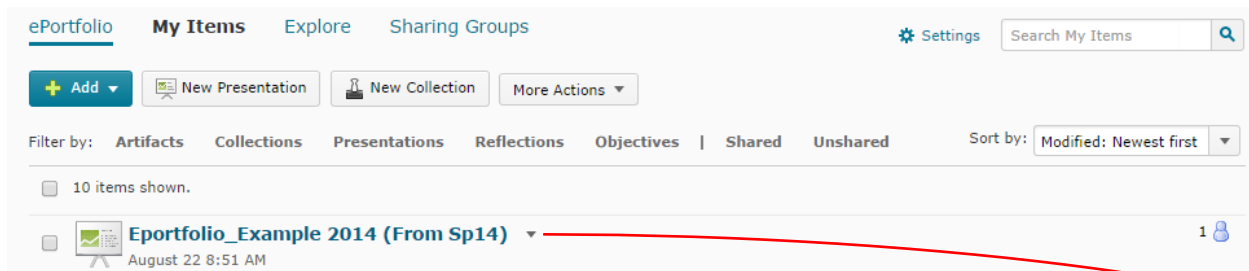 ePortfolio My Items Explore Sharing Groups
Settings Search My Items
Add New Presentation New Collection More Actions
Filter by: Artifacts Collections Presentations Reflections Objectives | Shared Unshared Sort by: Modified: Newest first
10 items shown.
Eportfolio_Example 2014 (From Sp14) 1
August 22 8:51 AM